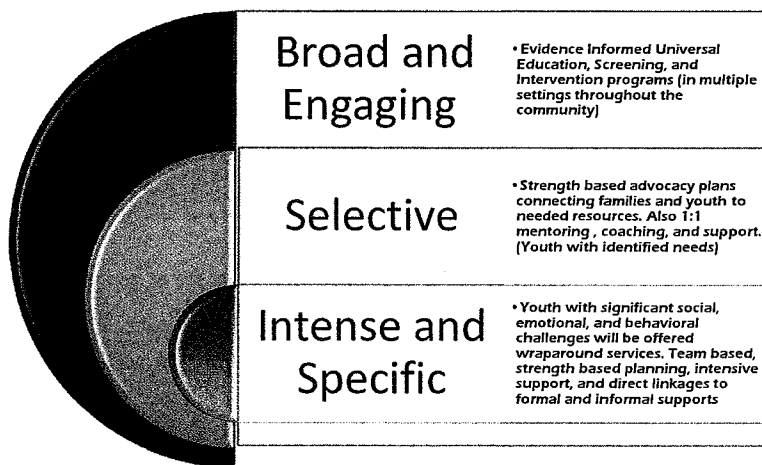 Broad and
Engaging
• Evidence Informed Universal
Education, Screening, and
Intervention programs (in multiple
settings throughout the
community)
Selective
• Strength based advocacy plans
connecting families and youth to
needed resources. Also 1:1
mentoring , coaching, and support.
(Youth with identified needs)
Intense and
Specific
• Youth with significant social,
emotional, and behavioral
challenges will be offered
wraparound services. Team based,
strength based planning, intensive
support, and direct linkages to
formal and informal supports